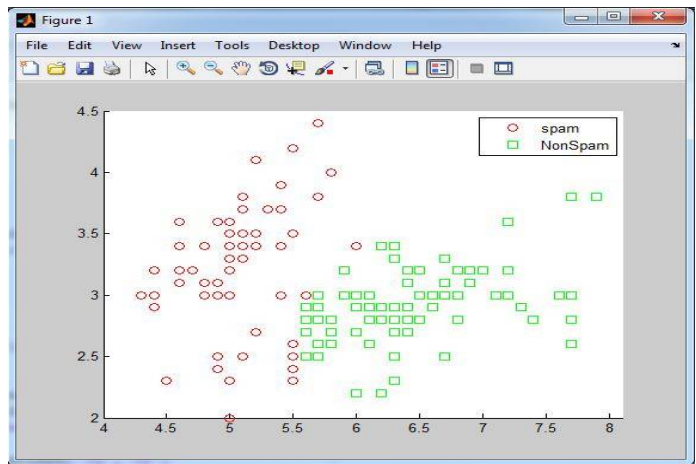 Figure 1
File Edit View Insert Tools Desktop Window Help
spam
NonSpam
4.5
4
3.5
3
2.5
2
4 4.5 5 5.5 6 6.5 7 7.5 8